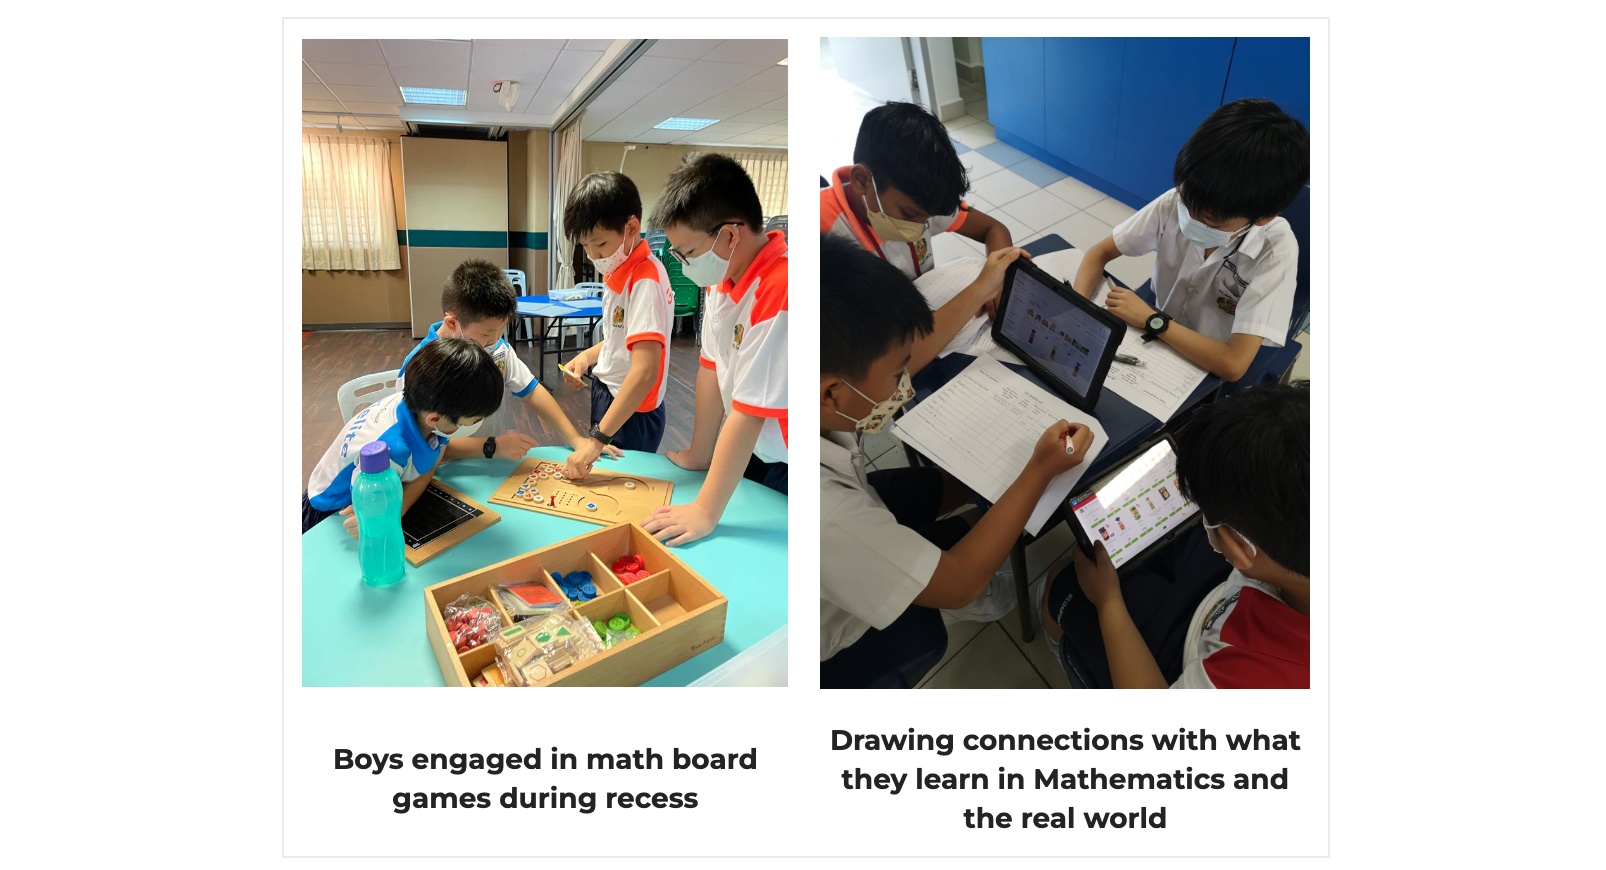 Boys engaged in math board
games during recess
Drawing connections with what
they learn in Mathematics and
the real world